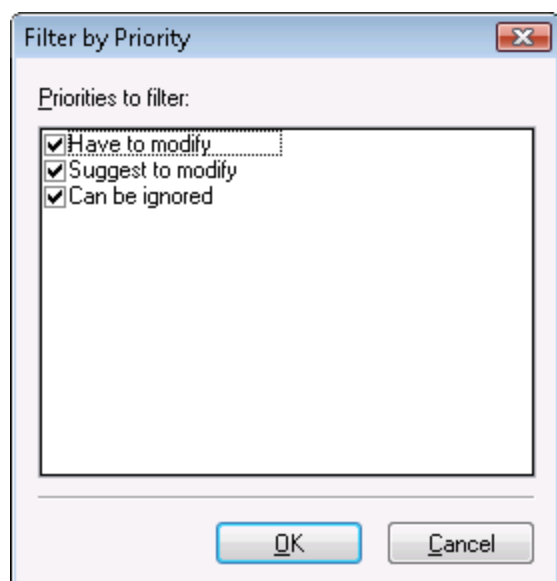 Filter by Priority
Priorities to filter:
Have to modify
Suggest to modify
Can be ignored
OK
Cancel